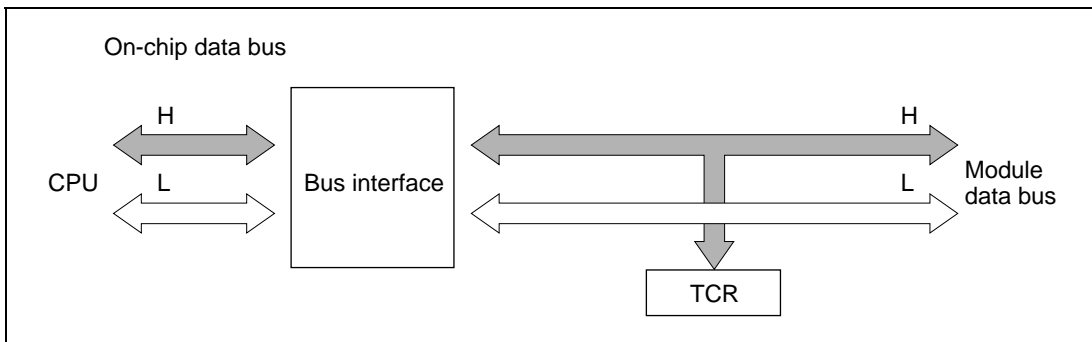 On-chip data bus
H
H
CPU
L
Bus interface
L
Module
data bus
TCR